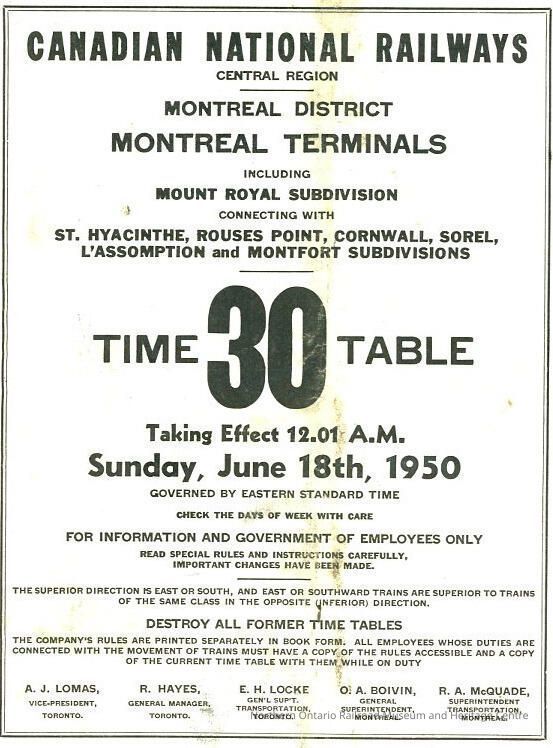 CANADIAN NATIONAL RAILWAYS
CENTRAL REGION
MONTREAL DISTRICT
MONTREAL TERMINALS
INCLUDING
MOUNT ROYAL SUBDIVISION
CONNECTING WITH
ST. HYACINTHE, ROUSES POINT, CORNWALL, SOREL,
L'ASSOMPTION and MONTFORT SUBDIVISIONS
TIME 30 TABLE
Taking Effect 12.01 A.M.
Sunday, June 18th, 1950
GOVERNED BY EASTERN STANDARD TIME
CHECK THE DAYS OF WEEK WITH CARE
FOR INFORMATION AND GOVERNMENT OF EMPLOYEES ONLY
READ SPECIAL RULES AND INSTRUCTIONS CAREFULLY,
IMPORTANT CHANGES HAVE BEEN MADE.
THE SUPERIOR DIRECTION IS EAST OR SOUTH, AND EAST OR SOUTHWARD TRAINS ARE SUPERIOR TO TRAINS
OF THE SAME CLASS IN THE OPPOSITE (INFERIOR) DIRECTION.
DESTROY ALL FORMER TIME TABLES
THE COMPANY'S RULES ARE PRINTED SEPARATELY IN BOOK FORM. ALL EMPLOYEES WHOSE DUTIES ARE
CONNECTED WITH THE MOVEMENT OF TRAINS MUST HAVE A COPY OF THE RULES ACCESSIBLE AND A COPY
OF THE CURRENT TIME TABLE WITH THEM WHILE ON DUTY
A. J. LOMAS,
VICE-PRESIDENT,
TORONTO.
R. HAYES,
GENERAL MANAGER,
TORONTO.
E. H. LOCKE
GEN'L SUP'T.
TRANSPORTATION,
TORONTO.
O. A. BOIVIN,
GENERAL
SUPERINTENDENT,
MONTREAL.
R. A. McQUADE,
SUPERINTENDENT
TRANSPORTATION,
MONTREAL.
Northern Ontario Railroad Museum and Heritage Centre